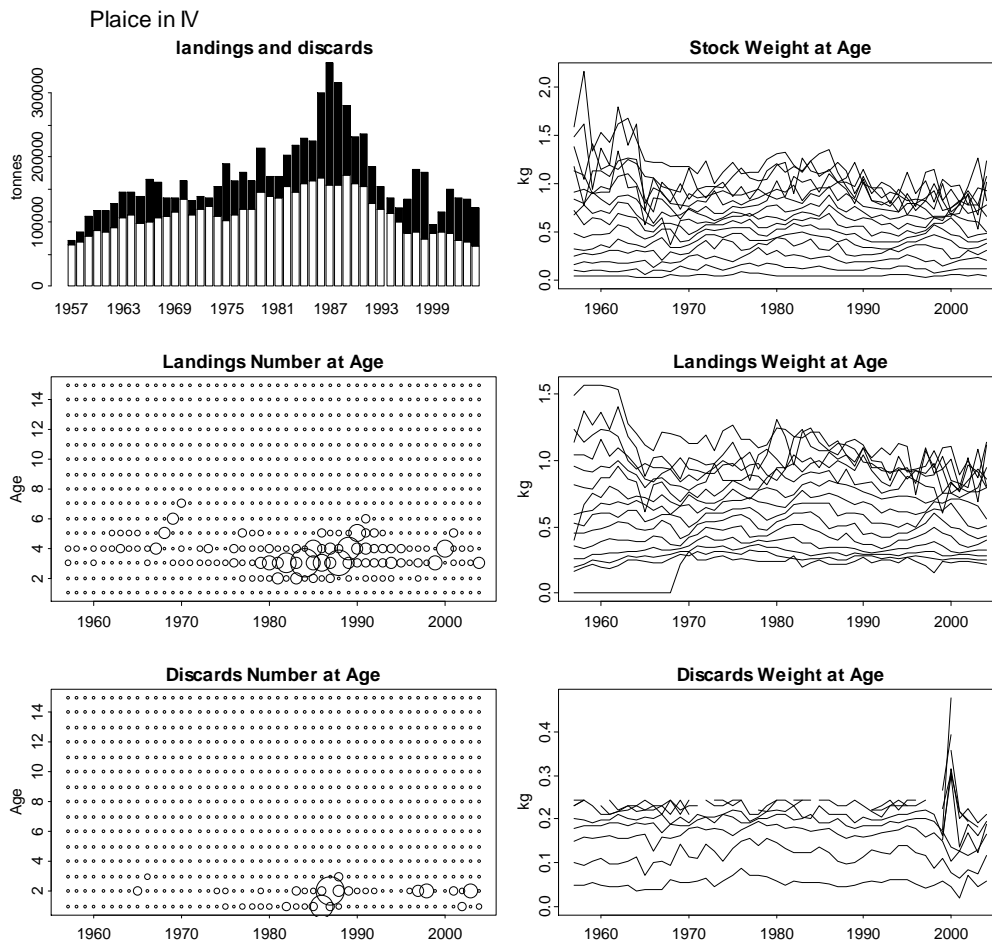 Plaice in IV
landings and discards
tonnes
0 100000 200000 300000
1957 1963 1969 1975 1981 1987 1993 1999
Stock Weight at Age
kg
0.0 0.5 1.0 1.5 2.0
1960 1970 1980 1990 2000
Landings Number at Age
Age
2 4 6 8 10 14
1960 1970 1980 1990 2000
Landings Weight at Age
kg
0.0 0.5 1.0 1.5
1960 1970 1980 1990 2000
Discards Number at Age
Age
2 4 6 8 10 14
1960 1970 1980 1990 2000
Discards Weight at Age
kg
0.0 0.1 0.2 0.3 0.4
1960 1970 1980 1990 2000